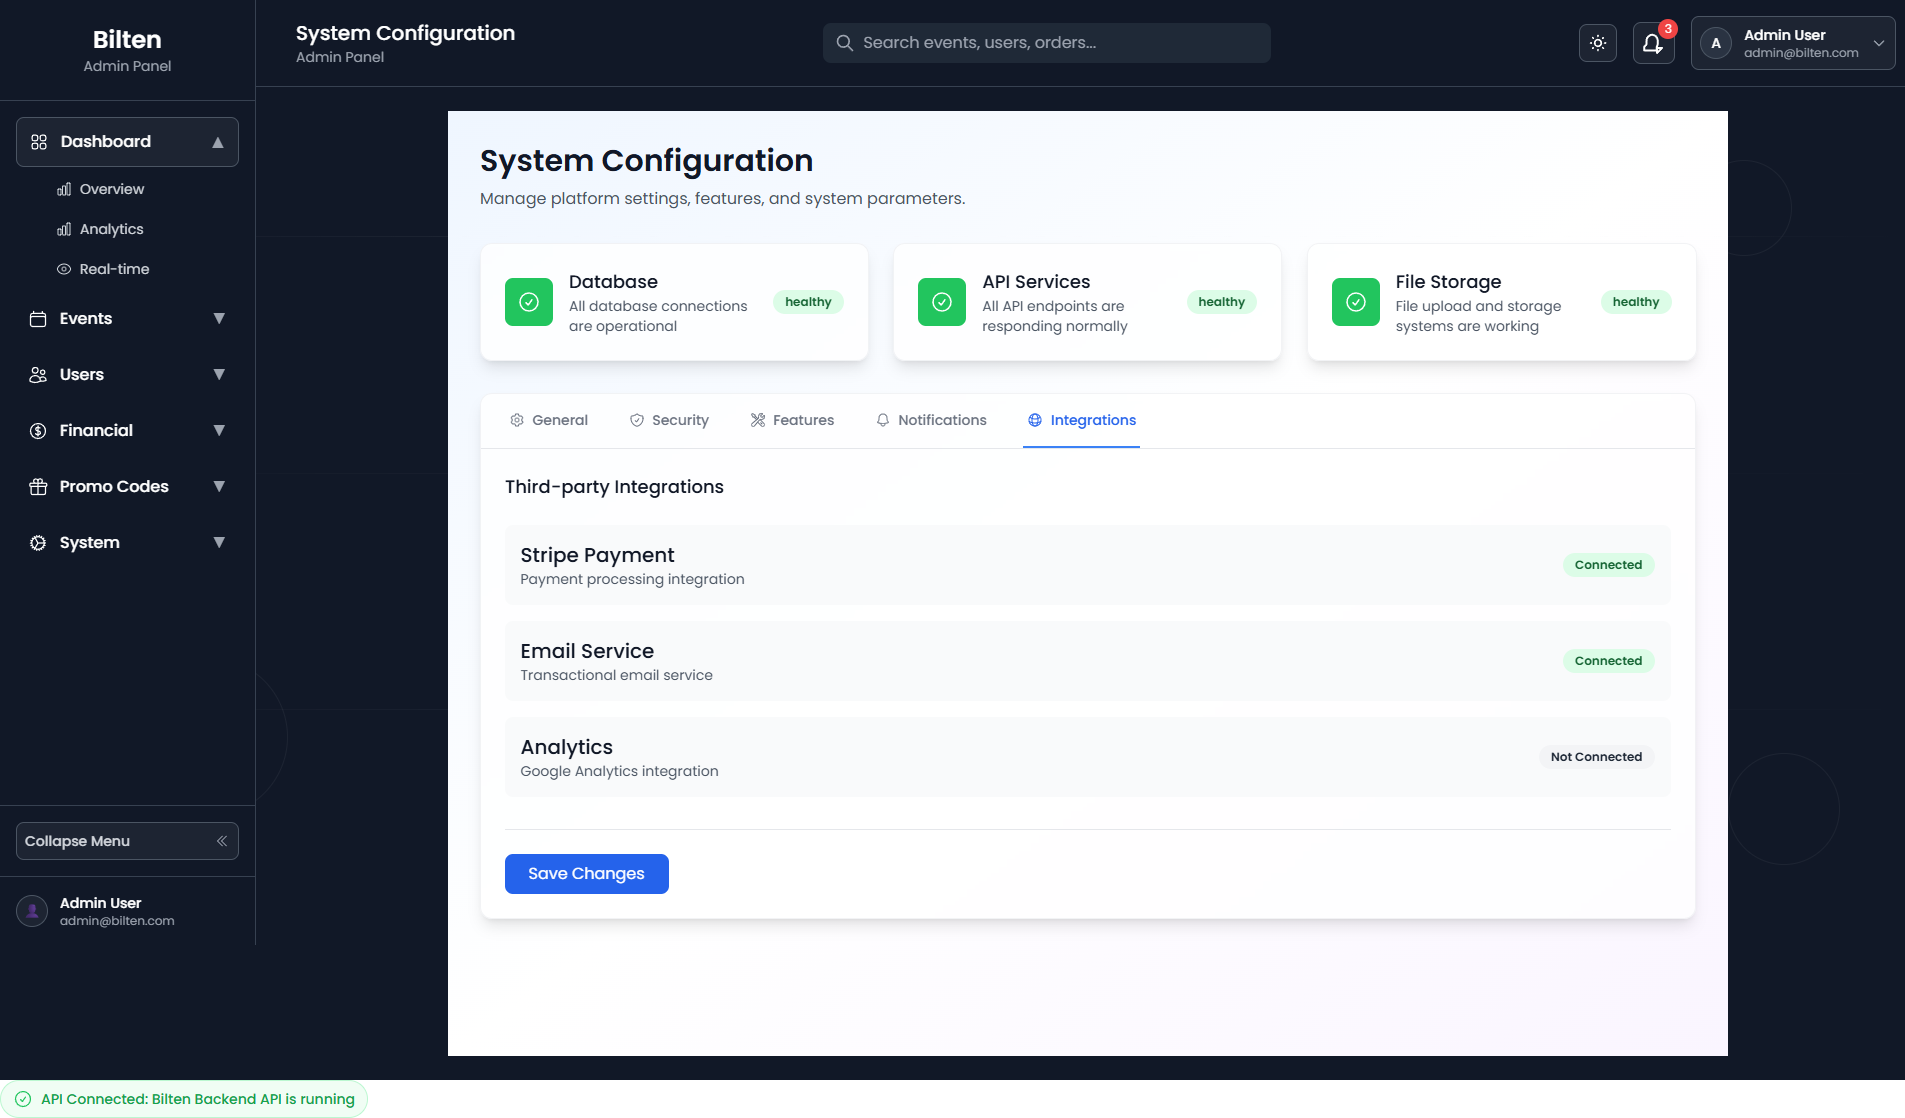 Bilten
Admin Panel
System Configuration
Admin Panel
Search events, users, orders...
3
A
Admin User
admin@bilten.com
Dashboard
Overview
Analytics
Real-time
Events
Users
Financial
Promo Codes
System
Collapse Menu
Admin User
admin@bilten.com
System Configuration
Manage platform settings, features, and system parameters.
Database
All database connections
are operational
healthy
API Services
All API endpoints are
responding normally
healthy
File Storage
File upload and storage
systems are working
healthy
General
Security
Features
Notifications
Integrations
Third-party Integrations
Stripe Payment
Payment processing integration
Connected
Email Service
Transactional email service
Connected
Analytics
Google Analytics integration
Not Connected
Save Changes
API Connected: Bilten Backend API is running